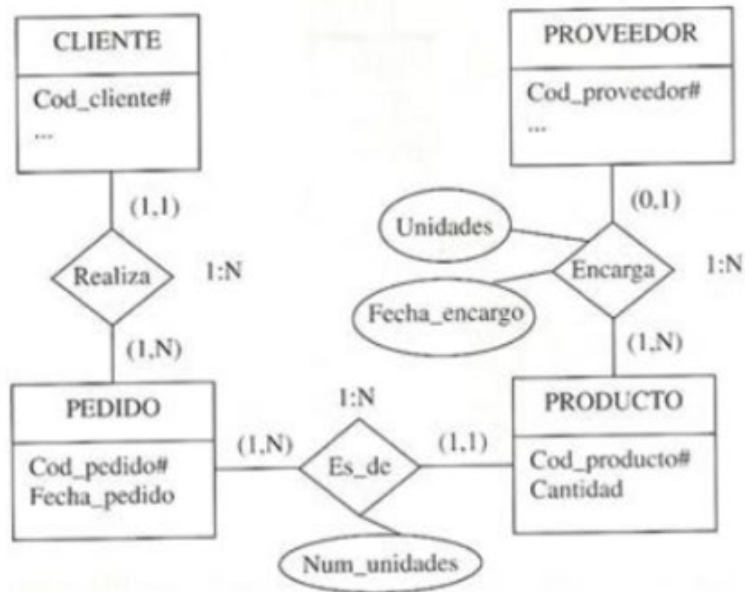 CLIENTE
Cod_cliente#
...
PROVEEDOR
Cod_proveedor#
...
(1,1)
(0,1)
Unidades
Realiza
1:N
Encarga
1:N
Fecha_encargo
(1,N)
(1,N)
PEDIDO
Cod_pedido#
Fecha_pedido
1:N
(1,N)
Es_de
(1,1)
PRODUCTO
Cod_producto#
Cantidad
Num_unidades